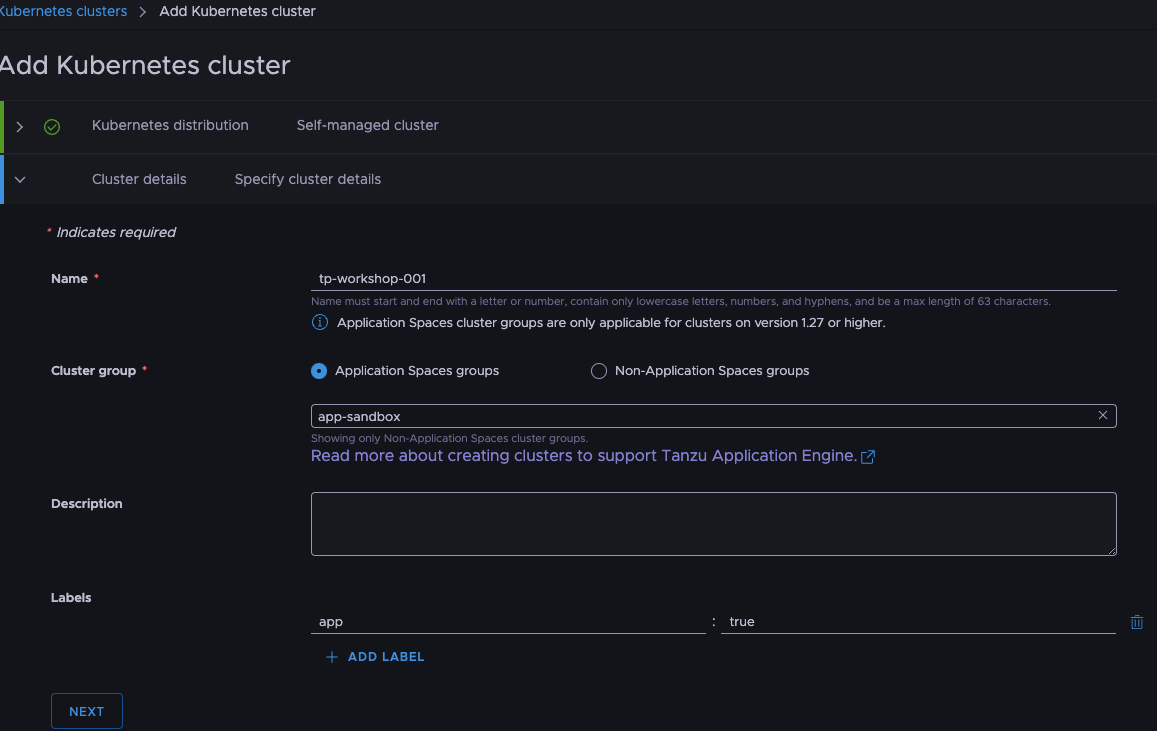 Kubernetes clusters > Add Kubernetes cluster
Add Kubernetes cluster
Kubernetes distribution Self-managed cluster
Cluster details Specify cluster details
* Indicates required
Name * tp-workshop-001
Name must start and end with a letter or number, contain only lowercase letters, numbers, and hyphens, and be a max length of 63 characters.
Application Spaces cluster groups are only applicable for clusters on version 1.27 or higher.
Cluster group * Application Spaces groups Non-Application Spaces groups
app-sandbox
Showing only Non-Application Spaces cluster groups.
Read more about creating clusters to support Tanzu Application Engine.
Description
Labels
app : true
+ ADD LABEL
NEXT